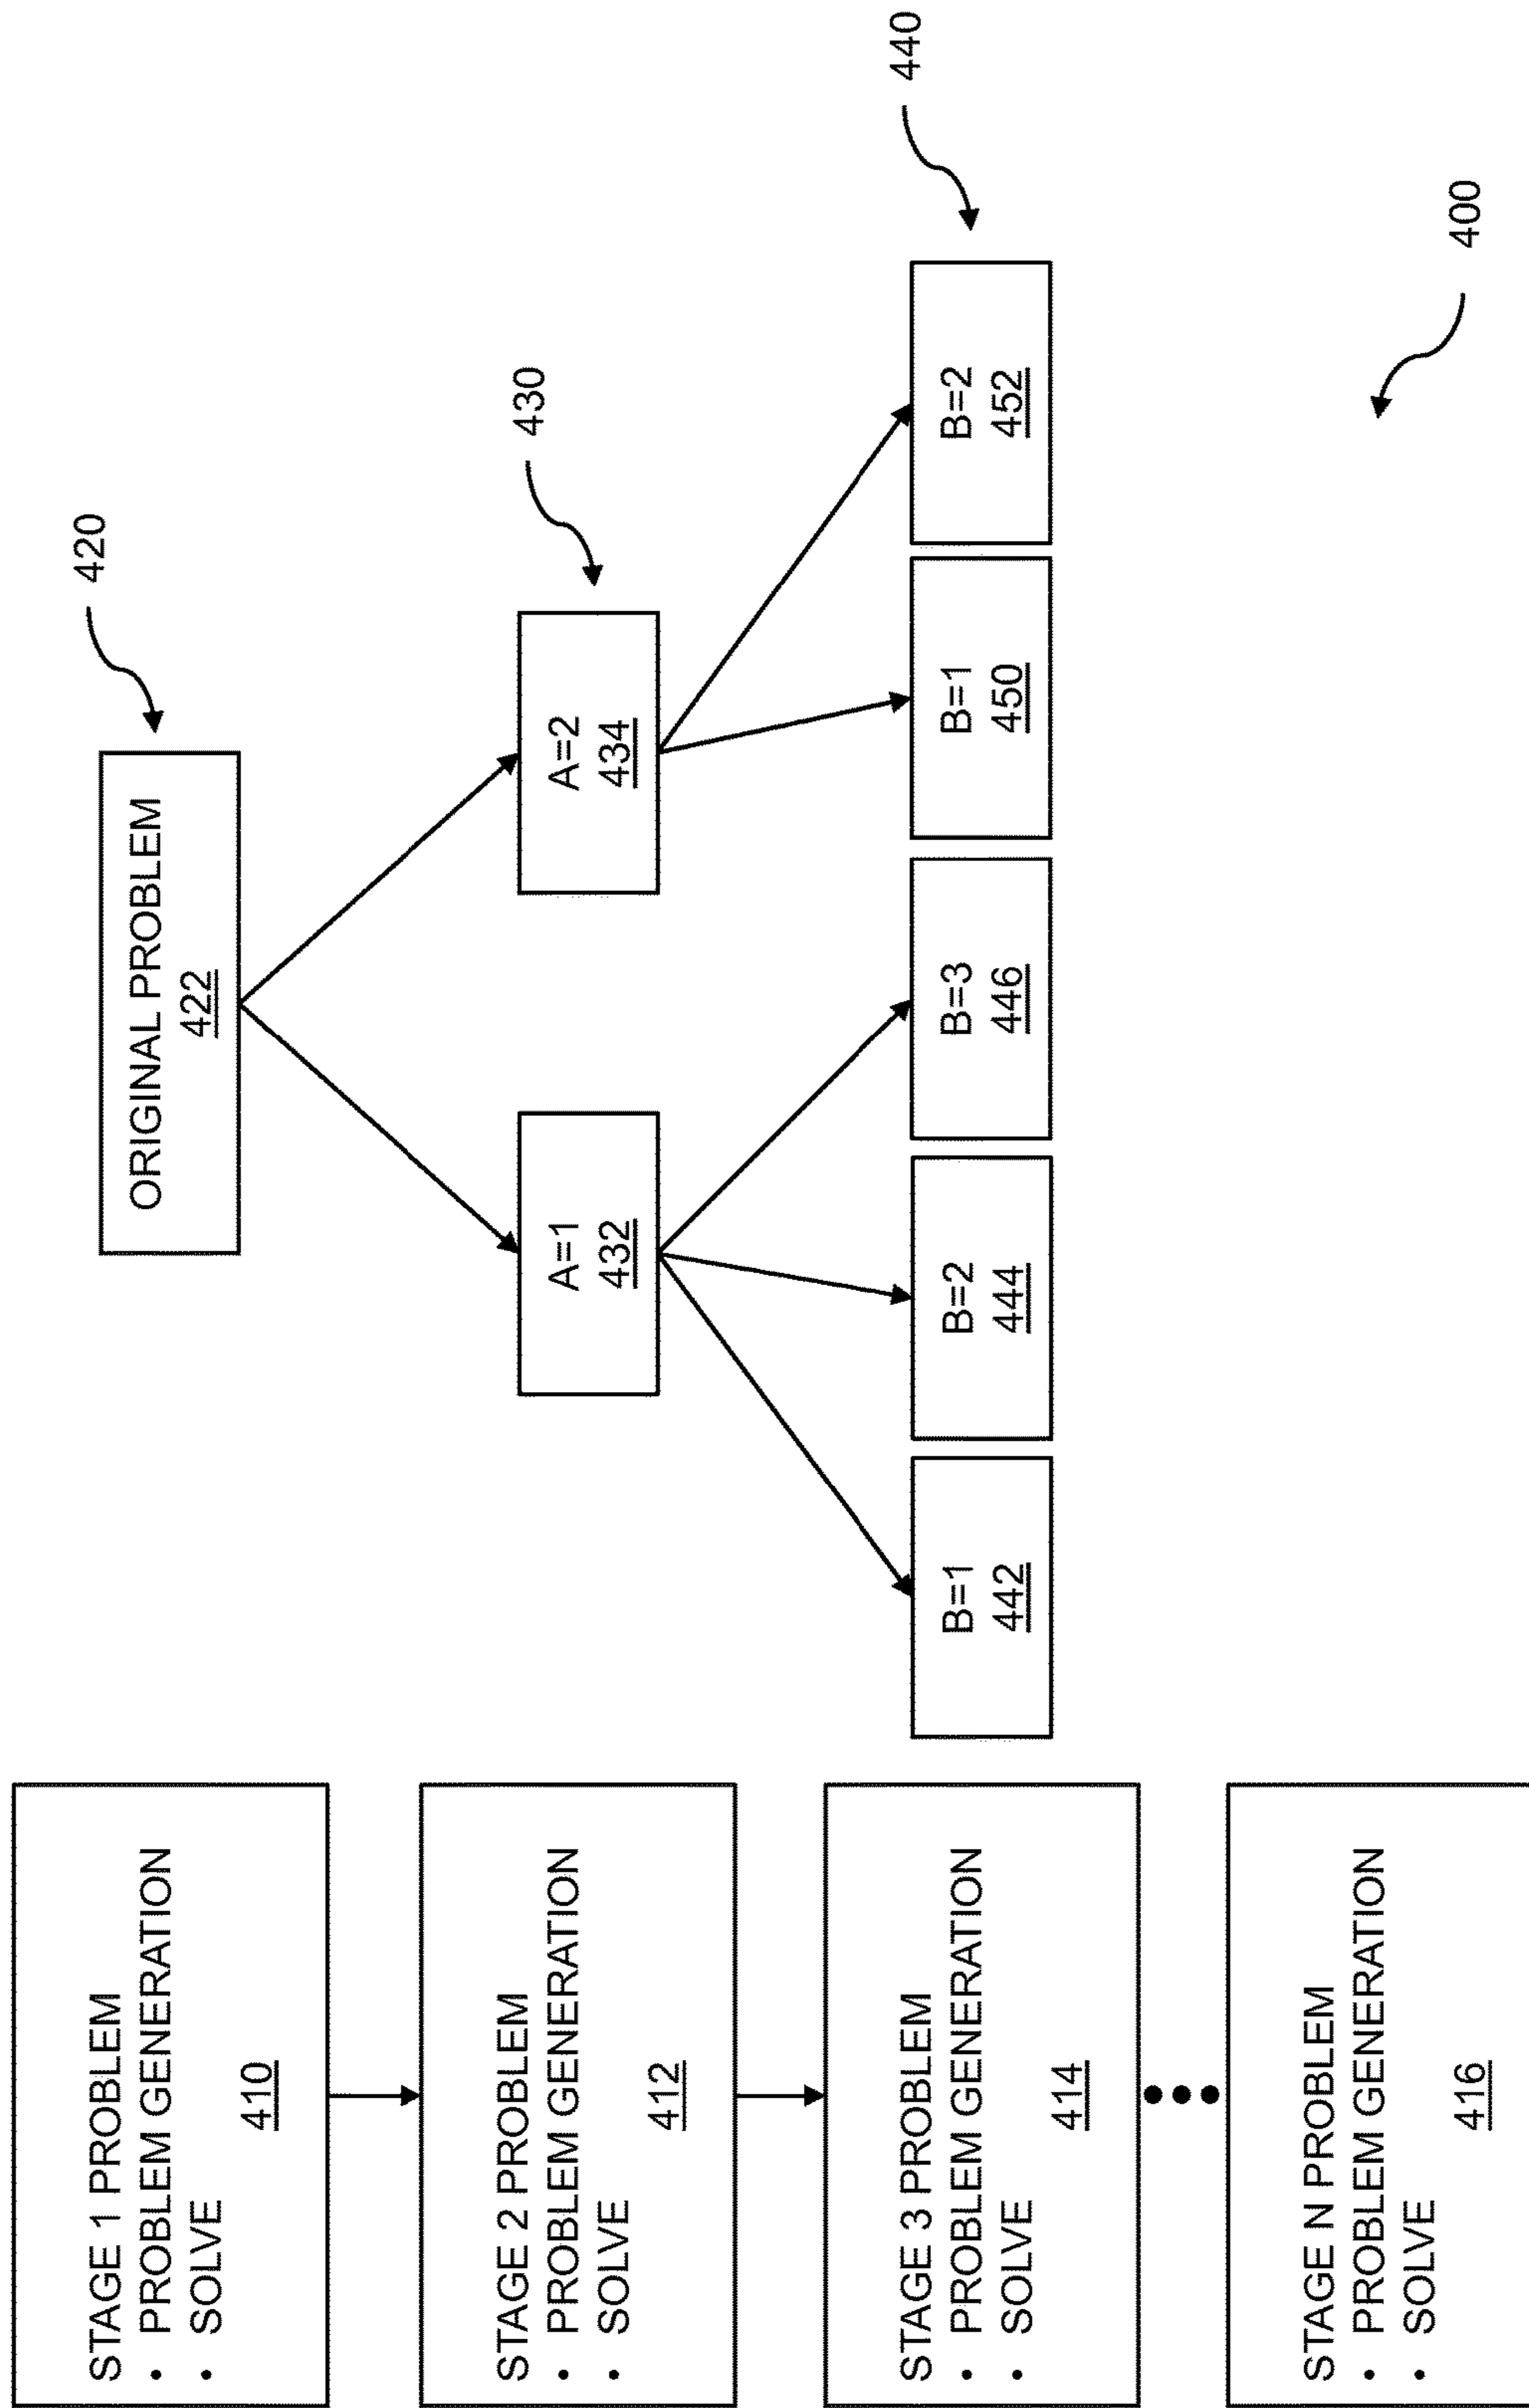 STAGE 1 PROBLEM
• PROBLEM GENERATION
• SOLVE
410
STAGE 2 PROBLEM
• PROBLEM GENERATION
• SOLVE
412
STAGE 3 PROBLEM
• PROBLEM GENERATION
• SOLVE
414
STAGE N PROBLEM
• PROBLEM GENERATION
• SOLVE
416
420
ORIGINAL PROBLEM
422
430
A=1
432
A=2
434
440
B=1
442
B=2
444
B=3
446
B=1
450
B=2
452
400